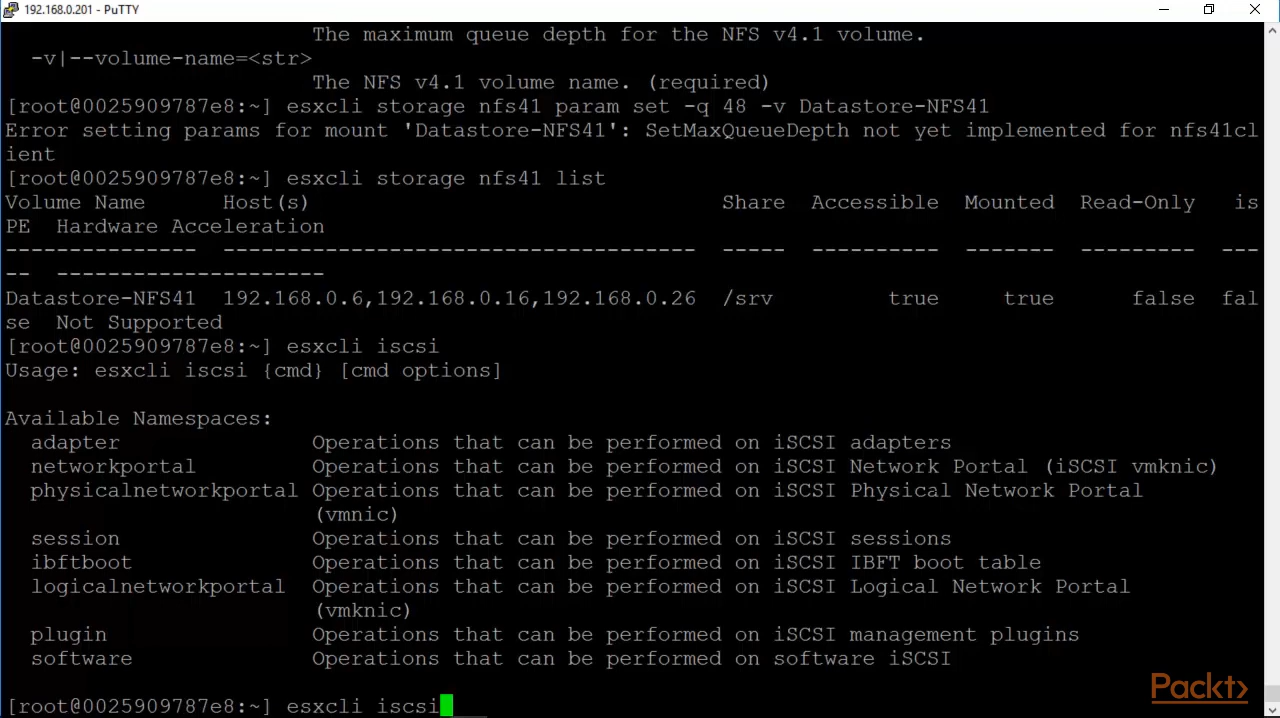 192.168.0.201 - PuTTY
The maximum queue depth for the NFS v4.1 volume.
-v|--volume-name=<str>
The NFS v4.1 volume name. (required)
[root@0025909787e8:~] esxcli storage nfs41 param set -q 48 -v Datastore-NFS41
Error setting params for mount 'Datastore-NFS41': SetMaxQueueDepth not yet implemented for nfs41cl
ient
[root@0025909787e8:~] esxcli storage nfs41 list
Volume Name      Host(s)                                Share  Accessible  Mounted  Read-Only  is
PE  Hardware Acceleration
---------------  -------------------------------------  -----  ----------  -------  ---------  ---
--  ---------------------
Datastore-NFS41  192.168.0.6,192.168.0.16,192.168.0.26  /srv         true     true      false  fal
se  Not Supported
[root@0025909787e8:~] esxcli iscsi
Usage: esxcli iscsi {cmd} [cmd options]
Available Namespaces:
adapter               Operations that can be performed on iSCSI adapters
networkportal         Operations that can be performed on iSCSI Network Portal (iSCSI vmknic)
physicalnetworkportal Operations that can be performed on iSCSI Physical Network Portal
(vmnic)
session               Operations that can be performed on iSCSI sessions
ibftboot              Operations that can be performed on iSCSI IBFT boot table
logicalnetworkportal  Operations that can be performed on iSCSI Logical Network Portal
(vmknic)
plugin                Operations that can be performed on iSCSI management plugins
software              Operations that can be performed on software iSCSI
[root@0025909787e8:~] esxcli iscsi
Packt>